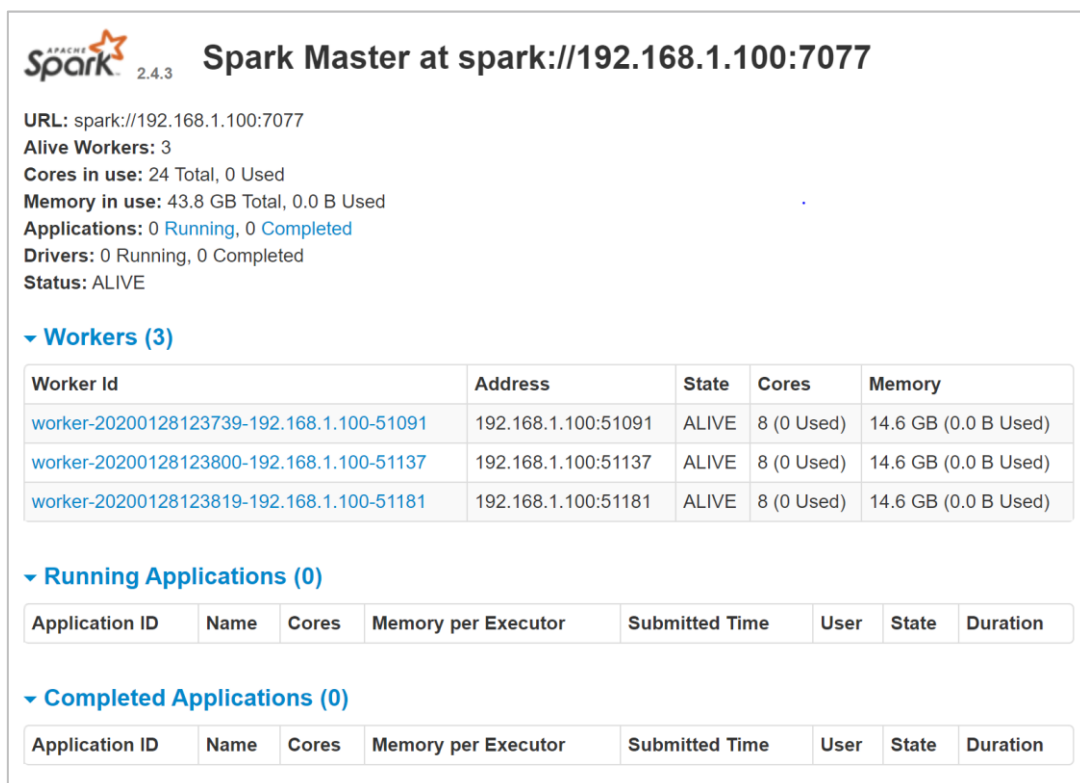 APACHE
Spark 2.4.3 Spark Master at spark://192.168.1.100:7077
URL: spark://192.168.1.100:7077
Alive Workers: 3
Cores in use: 24 Total, 0 Used
Memory in use: 43.8 GB Total, 0.0 B Used
Applications: 0 Running, 0 Completed
Drivers: 0 Running, 0 Completed
Status: ALIVE
Workers (3)
Worker Id Address State Cores Memory
worker-20200128123739-192.168.1.100-51091 192.168.1.100:51091 ALIVE 8 (0 Used) 14.6 GB (0.0 B Used)
worker-20200128123800-192.168.1.100-51137 192.168.1.100:51137 ALIVE 8 (0 Used) 14.6 GB (0.0 B Used)
worker-20200128123819-192.168.1.100-51181 192.168.1.100:51181 ALIVE 8 (0 Used) 14.6 GB (0.0 B Used)
Running Applications (0)
Application ID Name Cores Memory per Executor Submitted Time User State Duration
Completed Applications (0)
Application ID Name Cores Memory per Executor Submitted Time User State Duration